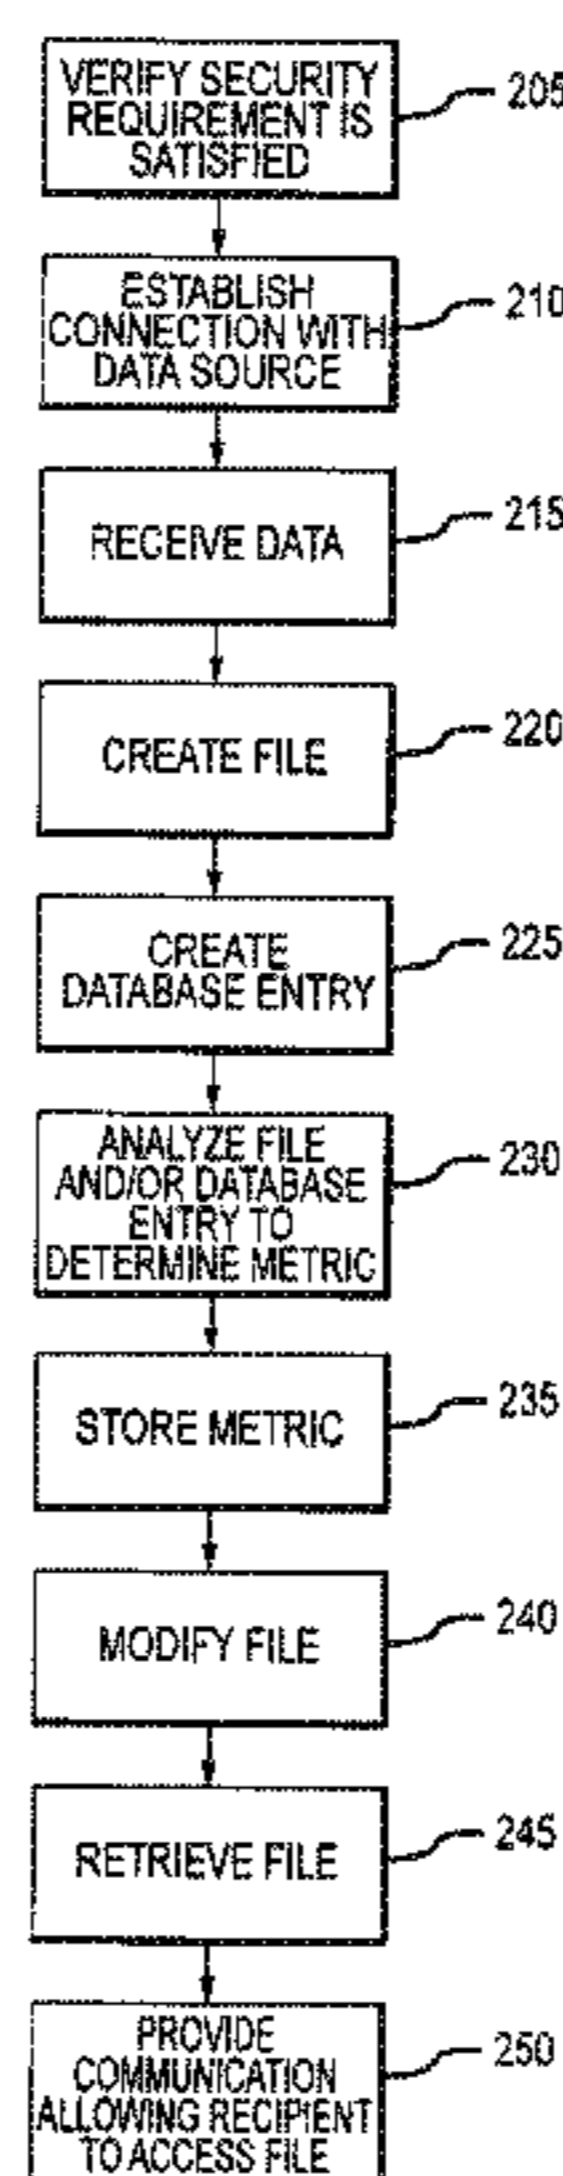 VERIFY SECURITY
REQUIREMENT IS
SATISFIED
205
ESTABLISH
CONNECTION WITH
DATA SOURCE
210
RECEIVE DATA
215
CREATE FILE
220
CREATE
DATABASE ENTRY
225
ANALYZE FILE
AND/OR DATABASE
ENTRY TO
DETERMINE METRIC
230
STORE METRIC
235
MODIFY FILE
240
RETRIEVE FILE
245
PROVIDE
COMMUNICATION
ALLOWING RECIPIENT
TO ACCESS FILE
250